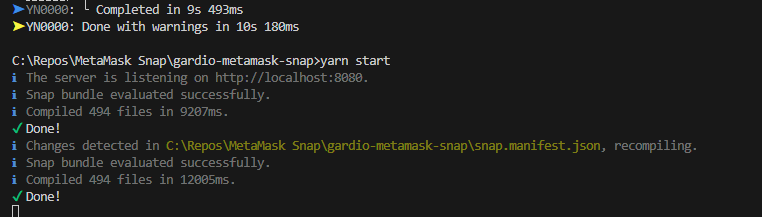 ➤YN0000: └ Completed in 9s 493ms
➤YN0000: Done with warnings in 10s 180ms
C:\Repos\MetaMask Snap\gardio-metamask-snap>yarn start
i The server is listening on http://localhost:8080.
i Snap bundle evaluated successfully.
i Compiled 494 files in 9207ms.
✓ Done!
i Changes detected in C:\Repos\MetaMask Snap\gardio-metamask-snap\snap.manifest.json, recompiling.
i Snap bundle evaluated successfully.
i Compiled 494 files in 12005ms.
✓ Done!